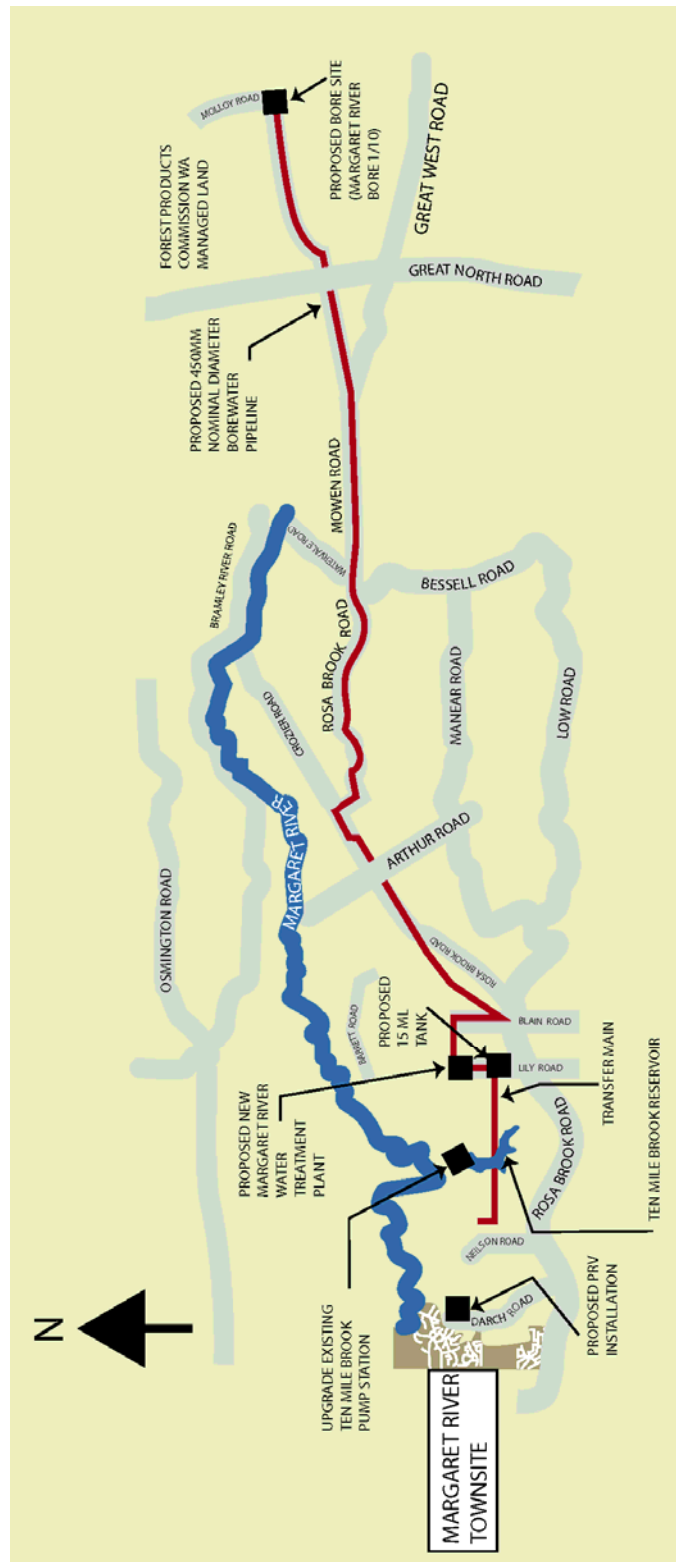 MOLLOY ROAD
PROPOSED BORE SITE
(MARGARET RIVER
BORE 1/10)
FOREST PRODUCTS
COMMISSION WA
MANAGED LAND
GREAT WEST ROAD
GREAT NORTH ROAD
PROPOSED 450MM
NOMINAL DIAMETER
BOREWATER
PIPELINE
MOWEN ROAD
BRAMLEY RIVER ROAD
WATERVALE ROAD
BESSELL ROAD
ROSA BROOK ROAD
CROZIER ROAD
MANEAR ROAD
LOW ROAD
MARGARET RIVER
ARTHUR ROAD
OSMINGTON ROAD
ROSA BROOK ROAD
BARRETT ROAD
PROPOSED
15 ML
TANK
BLAIN ROAD
LILY ROAD
TRANSFER MAIN
PROPOSED NEW
MARGARET RIVER
WATER
TREATMENT
PLANT
ROSA BROOK ROAD
TEN MILE BROOK RESERVOIR
NEILSON ROAD
UPGRADE EXISTING
TEN MILE BROOK
PUMP STATION
DARCH ROAD
PROPOSED PRV
INSTALLATION
N
MARGARET RIVER
TOWNSITE